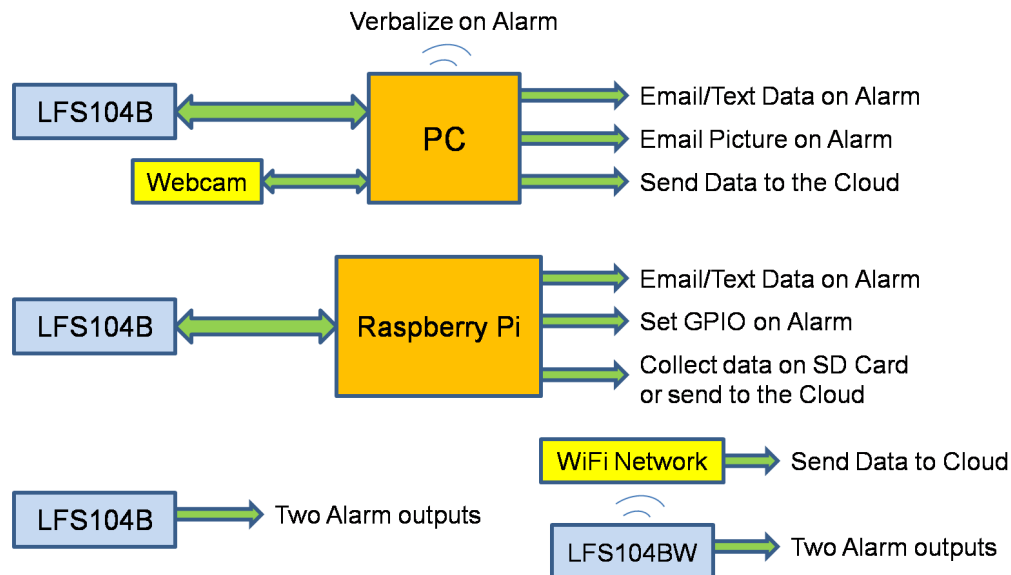 Verbalize on Alarm
LFS104B
PC
Webcam
Email/Text Data on Alarm
Email Picture on Alarm
Send Data to the Cloud
LFS104B
Raspberry Pi
Email/Text Data on Alarm
Set GPIO on Alarm
Collect data on SD Card
or send to the Cloud
LFS104B
Two Alarm outputs
WiFi Network
Send Data to Cloud
LFS104BW
Two Alarm outputs